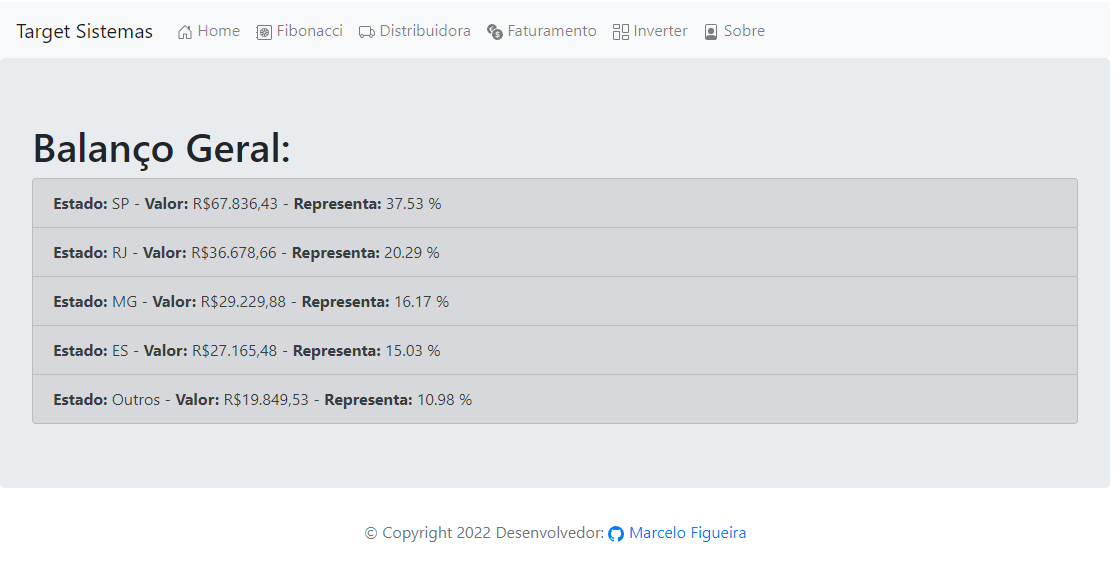 Target Sistemas Home Fibonacci Distribuidora Faturamento Inverter Sobre
Balanço Geral:
Estado: SP - Valor: R$67.836,43 - Representa: 37.53 %
Estado: RJ - Valor: R$36.678,66 - Representa: 20.29 %
Estado: MG - Valor: R$29.229,88 - Representa: 16.17 %
Estado: ES - Valor: R$27.165,48 - Representa: 15.03 %
Estado: Outros - Valor: R$19.849,53 - Representa: 10.98 %
© Copyright 2022 Desenvolvedor: Marcelo Figueira